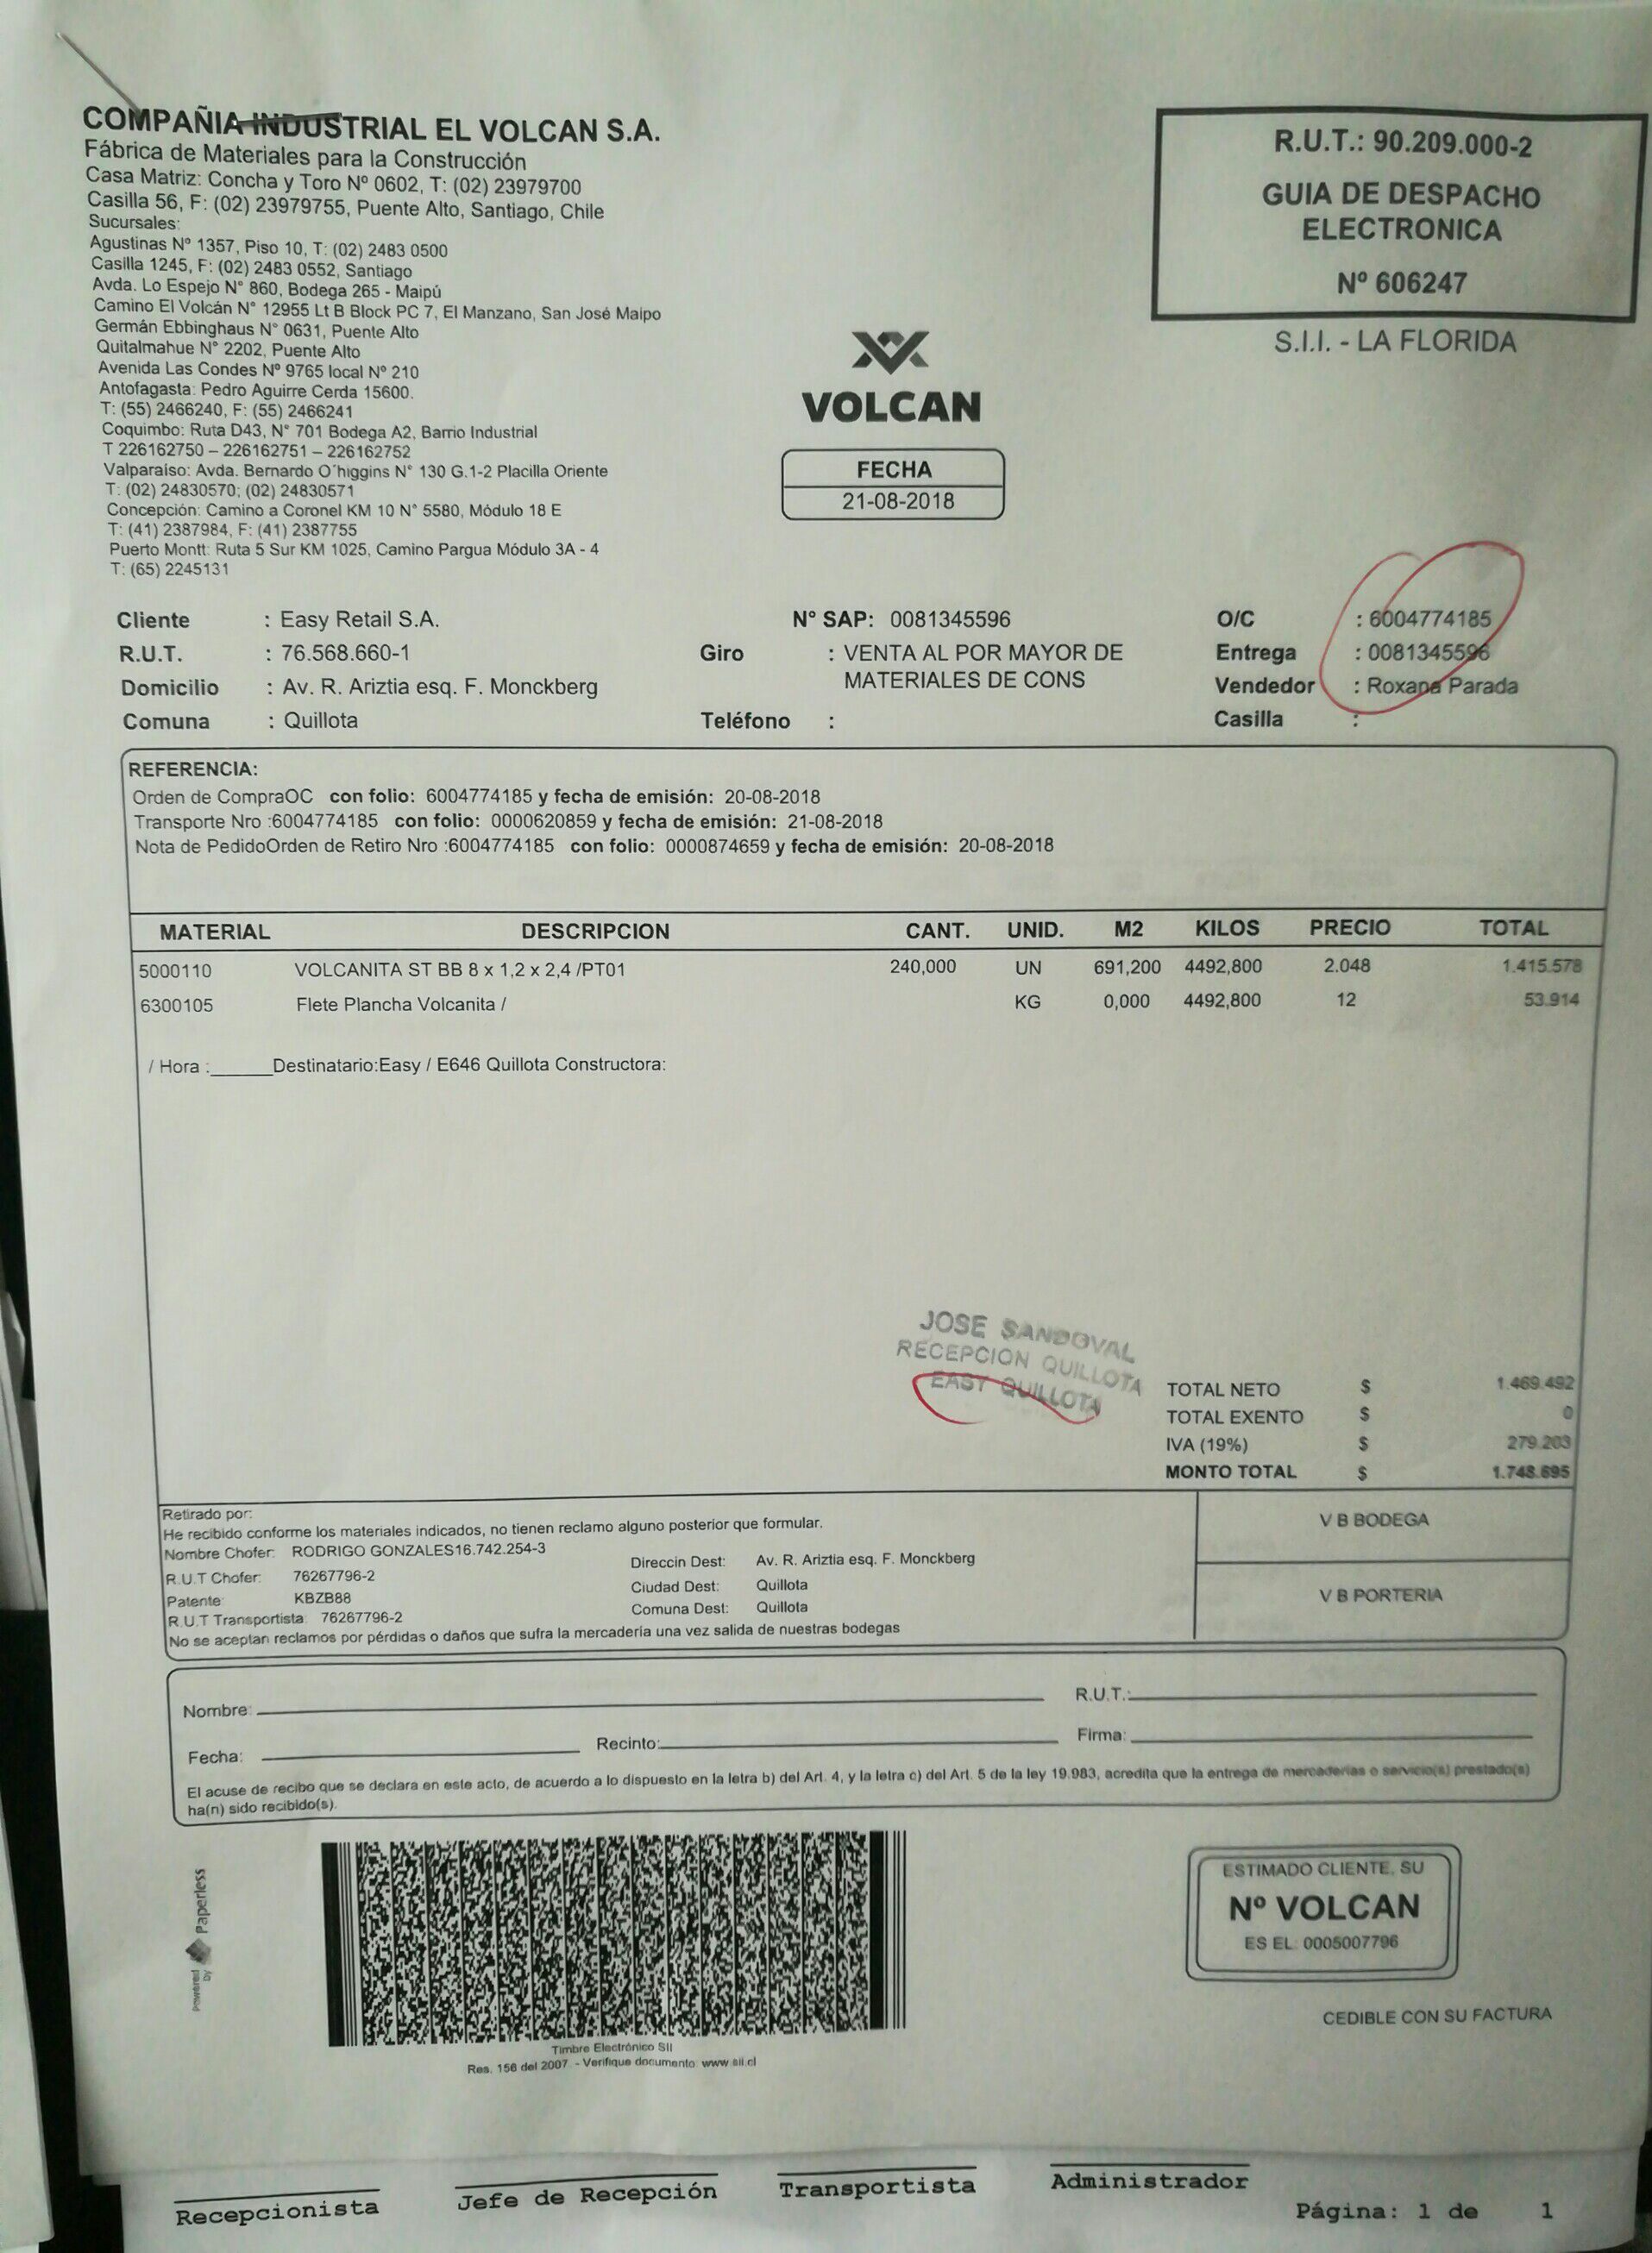 COMPAÑIA INDUSTRIAL EL VOLCAN S.A.
Fábrica de Materiales para la Construcción
Casa Matriz: Concha y Toro Nº 0602, T: (02) 23979700
Casilla 56, F: (02) 23979755, Puente Alto, Santiago, Chile
Sucursales:
Agustinas N° 1357, Piso 10, T: (02) 2483 0500
Casilla 1245, F: (02) 2483 0552, Santiago
Avda. Lo Espejo N° 860, Bodega 265 - Maipú
Camino El Volcán N° 12955 Lt B Block PC 7, El Manzano, San José Maipo
Germán Ebbinghaus N° 0631, Puente Alto
Quitalmahue N° 2202, Puente Alto
Avenida Las Condes Nº 9765 local Nº 210
Antofagasta: Pedro Aguirre Cerda 15600.
T: (55) 2466240, F: (55) 2466241
Coquimbo: Ruta D43, N° 701 Bodega A2, Barrio Industrial
T 226162750 – 226162751 – 226162752
Valparaíso: Avda. Bernardo O´higgins N° 130 G.1-2 Placilla Oriente
T: (02) 24830570; (02) 24830571
Concepción: Camino a Coronel KM 10 N° 5580, Módulo 18 E
T: (41) 2387984, F: (41) 2387755
Puerto Montt: Ruta 5 Sur KM 1025, Camino Pargua Módulo 3A - 4
T: (65) 2245131
R.U.T.: 90.209.000-2
GUIA DE DESPACHO
ELECTRONICA
Nº 606247
S.I.I. - LA FLORIDA
VOLCAN
FECHA
21-08-2018
Cliente : Easy Retail S.A. N° SAP: 0081345596 O/C : 6004774185
R.U.T. : 76.568.660-1 Giro : VENTA AL POR MAYOR DE Entrega : 0081345596
Domicilio : Av. R. Ariztia esq. F. Monckberg MATERIALES DE CONS Vendedor : Roxana Parada
Comuna : Quillota Teléfono : Casilla :
REFERENCIA:
Orden de CompraOC con folio: 6004774185 y fecha de emisión: 20-08-2018
Transporte Nro :6004774185 con folio: 0000620859 y fecha de emisión: 21-08-2018
Nota de PedidoOrden de Retiro Nro :6004774185 con folio: 0000874659 y fecha de emisión: 20-08-2018
MATERIAL DESCRIPCION CANT. UNID. M2 KILOS PRECIO TOTAL
5000110 VOLCANITA ST BB 8 x 1,2 x 2,4 /PT01 240,000 UN 691,200 4492,800 2.048 1.415.578
6300105 Flete Plancha Volcanita / KG 0,000 4492,800 12 53.914
/ Hora :______Destinatario:Easy / E646 Quillota Constructora:
JOSE SANDOVAL
RECEPCION QUILLOTA
EASY QUILLOTA
TOTAL NETO $ 1.469.492
TOTAL EXENTO $ 0
IVA (19%) $ 279.203
MONTO TOTAL $ 1.748.695
Retirado por:
He recibido conforme los materiales indicados, no tienen reclamo alguno posterior que formular.
Nombre Chofer: RODRIGO GONZALES16.742.254-3
R.U.T Chofer: 76267796-2
Patente: KBZB88
R.U.T Transportista: 76267796-2
Direccin Dest: Av. R. Ariztia esq. F. Monckberg
Ciudad Dest: Quillota
Comuna Dest: Quillota
No se aceptan reclamos por pérdidas o daños que sufra la mercadería una vez salida de nuestras bodegas
V B BODEGA
V B PORTERIA
Nombre: R.U.T.:
Fecha: Recinto: Firma:
El acuse de recibo que se declara en este acto, de acuerdo a lo dispuesto en la letra b) del Art. 4, y la letra c) del Art. 5 de la ley 19.983, acredita que la entrega de mercaderías o servicio(s) prestado(s)
ha(n) sido recibido(s).
Powered by Paperless
Timbre Electrónico SII
Res. 156 del 2007 - Verifique documento: www.sii.cl
ESTIMADO CLIENTE, SU
Nº VOLCAN
ES EL: 0005007796
CEDIBLE CON SU FACTURA
Recepcionista Jefe de Recepción Transportista Administrador
Página: 1 de 1